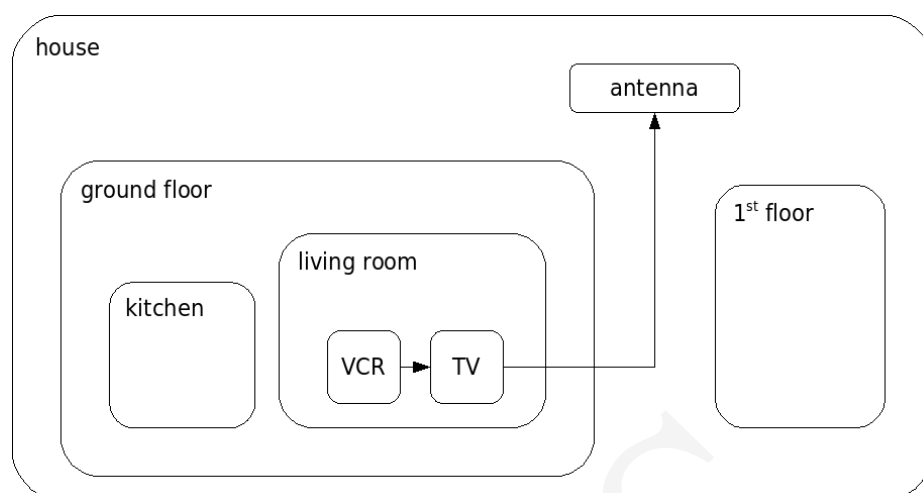 house
antenna
ground floor
1st floor
living room
kitchen
VCR
TV